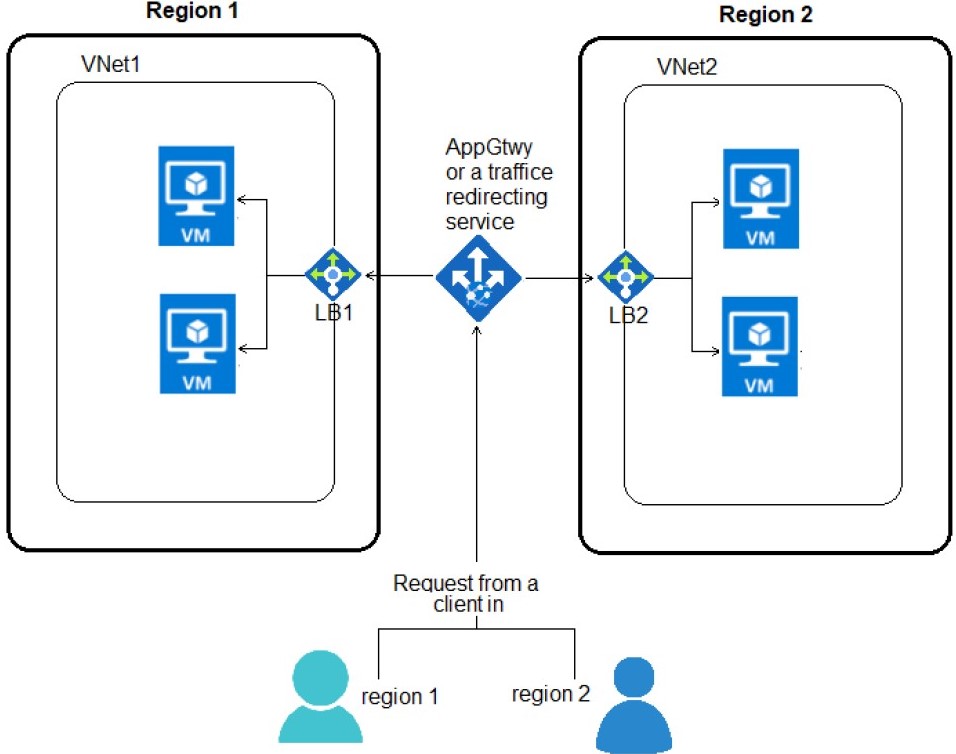 Region 1
Region 2
VNet1
VNet2
AppGtwy
or a traffice
redirecting
service
VM
VM
LB1
LB2
VM
VM
Request from a
client in
region 1
region 2